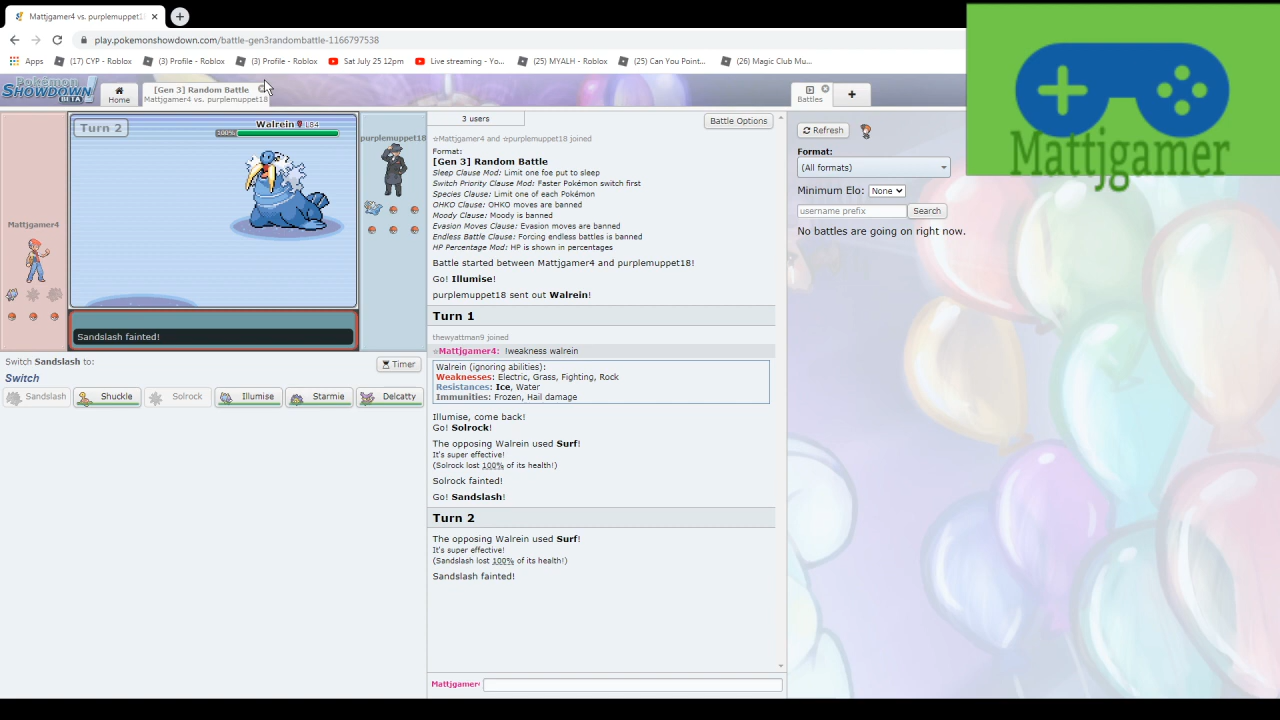 Mattjgamer4 vs. purplemuppet1
play.pokemonshowdown.com/battle-gen3randombattle-1166797538
Apps
(17) CYP - Roblox
(3) Profile - Roblox
(3) Profile - Roblox
Sat July 25 12pm
Live streaming - Yo...
(25) MYALH - Roblox
(25) Can You Point...
(26) Magic Club Mu...
Pokémon
SHOWDOWN!
BETA
Home
[Gen 3] Random Battle
Mattjgamer4 vs. purplemuppet18
Battles
Turn 2
Walrein L84
100%
purplemuppet18
Mattjgamer4
Sandslash fainted!
Switch Sandslash to:
Timer
Switch
Sandslash
Shuckle
Solrock
Illumise
Starmie
Delcatty
3 users
Battle Options
☆Mattjgamer4 and ☆purplemuppet18 joined
Format:
[Gen 3] Random Battle
Sleep Clause Mod: Limit one foe put to sleep
Switch Priority Clause Mod: Faster Pokémon switch first
Species Clause: Limit one of each Pokémon
OHKO Clause: OHKO moves are banned
Moody Clause: Moody is banned
Evasion Moves Clause: Evasion moves are banned
Endless Battle Clause: Forcing endless battles is banned
HP Percentage Mod: HP is shown in percentages
Battle started between Mattjgamer4 and purplemuppet18!
Go! Illumise!
purplemuppet18 sent out Walrein!
Turn 1
thewyattman9 joined
☆Mattjgamer4: !weakness walrein
Walrein (ignoring abilities):
Weaknesses: Electric, Grass, Fighting, Rock
Resistances: Ice, Water
Immunities: Frozen, Hail damage
Illumise, come back!
Go! Solrock!
The opposing Walrein used Surf!
It's super effective!
(Solrock lost 100% of its health!)
Solrock fainted!
Go! Sandslash!
Turn 2
The opposing Walrein used Surf!
It's super effective!
(Sandslash lost 100% of its health!)
Sandslash fainted!
Mattjgamer4
Refresh
Format:
(All formats)
Minimum Elo: None
username prefix
Search
No battles are going on right now.
Mattjgamer